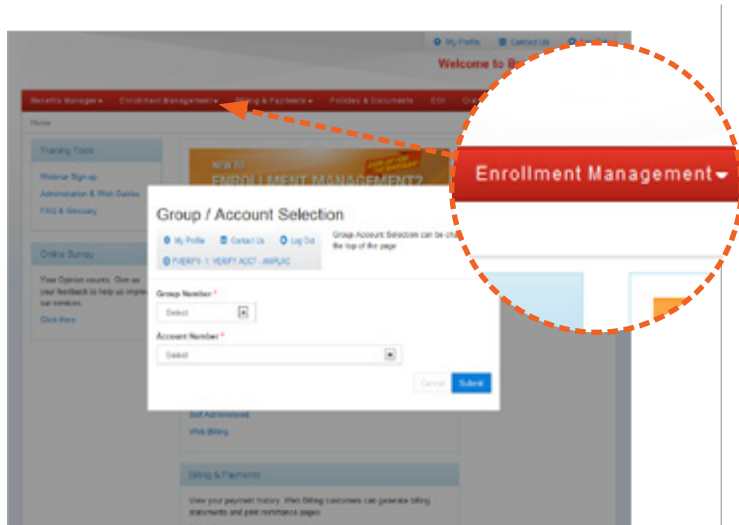 My Profile Contact Us
Welcome to B
Benefits Manager Enrollment Management Billing & Payments Policies & Documents EOI
Home
Training Tools
Webinar Sign-up
Administration & Web Guides
FAQ & Glossary
NEW TO
ENROLLMENT MANAGEMENT?
Enrollment Management
Group / Account Selection
My Profile Contact Us Log Out
Group Account Selection can be cha
the top of the page
Group Number *
Select
Account Number *
Select
Cancel Submit
Online Survey
Your Opinion counts. Give us
your feedback to help us improve
our services.
Click Here
Self Administered
Web Billing
Billing & Payments
View your payment history. Web Billing customers can generate billing
statements and print remittance pages.